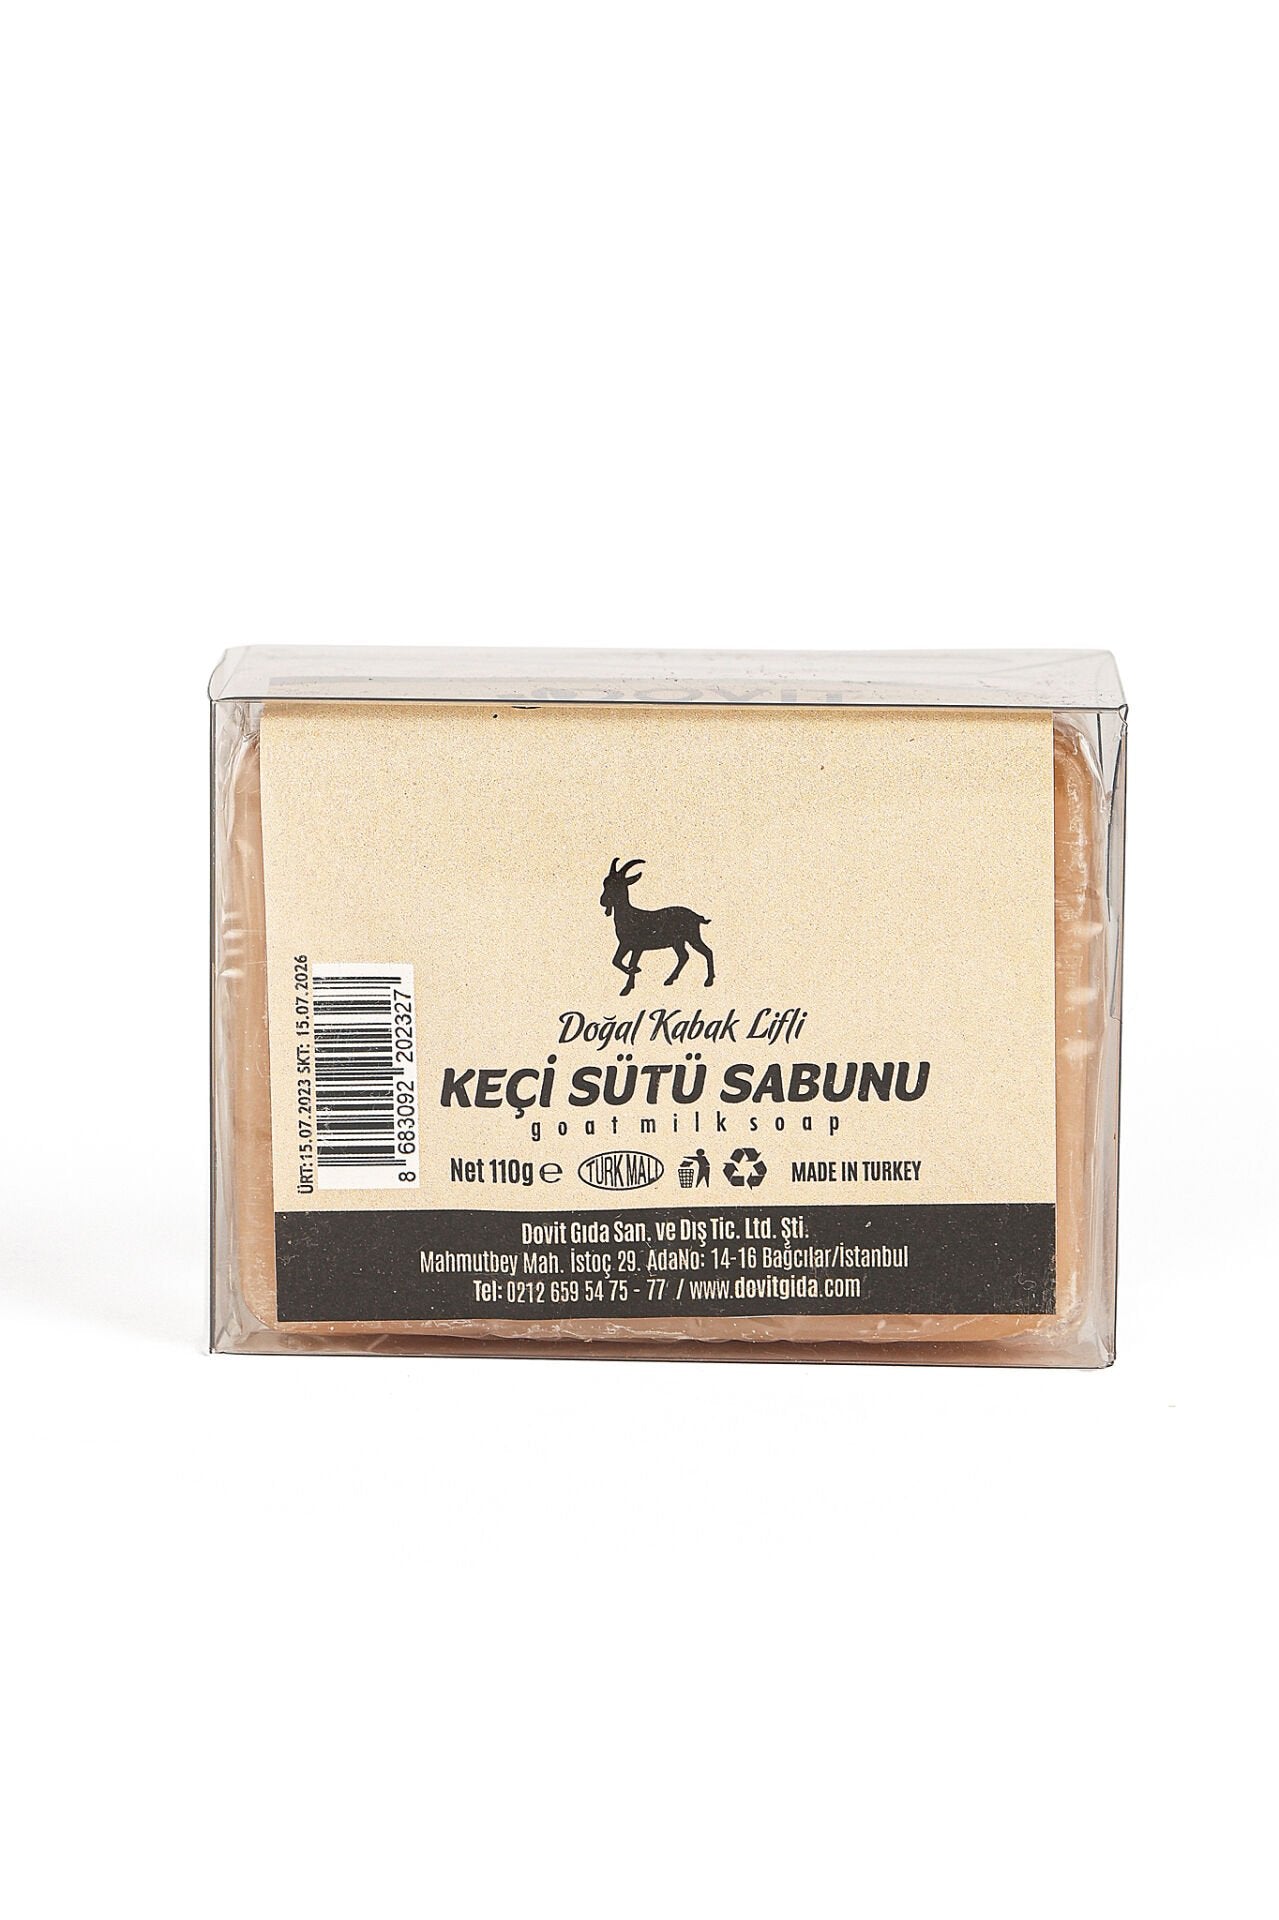 DOVIT
Doğal Kabak Lifli
KEÇİ SÜTÜ SABUNU
goat milk soap
Net 110g ℮ TÜRK MALI MADE IN TURKEY
ÜRT:15.07.2023 SKT: 15.07.2026
8 683092 202327
Dovit Gıda San. ve Dış Tic. Ltd. Şti.
Mahmutbey Mah. İstoç 29. AdaNo: 14-16 Bağcılar/İstanbul
Tel: 0212 659 54 75 - 77 / www.dovitgida.com